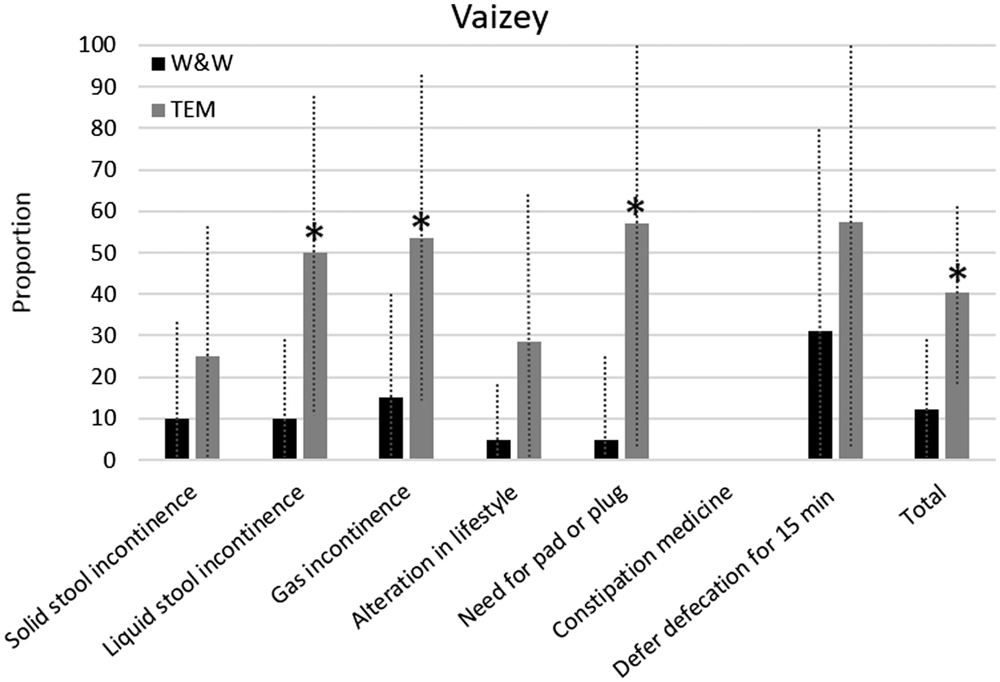 Vaizey
100
W&W
90
TEM
80
70
60
50
40
30
20
10
0
Proportion
*
*
*
*
Solid stool incontinence
Liquid stool incontinence
Gas incontinence
Alteration in lifestyle
Need for pad or plug
Constipation medicine
Defer defecation for 15 min
Total